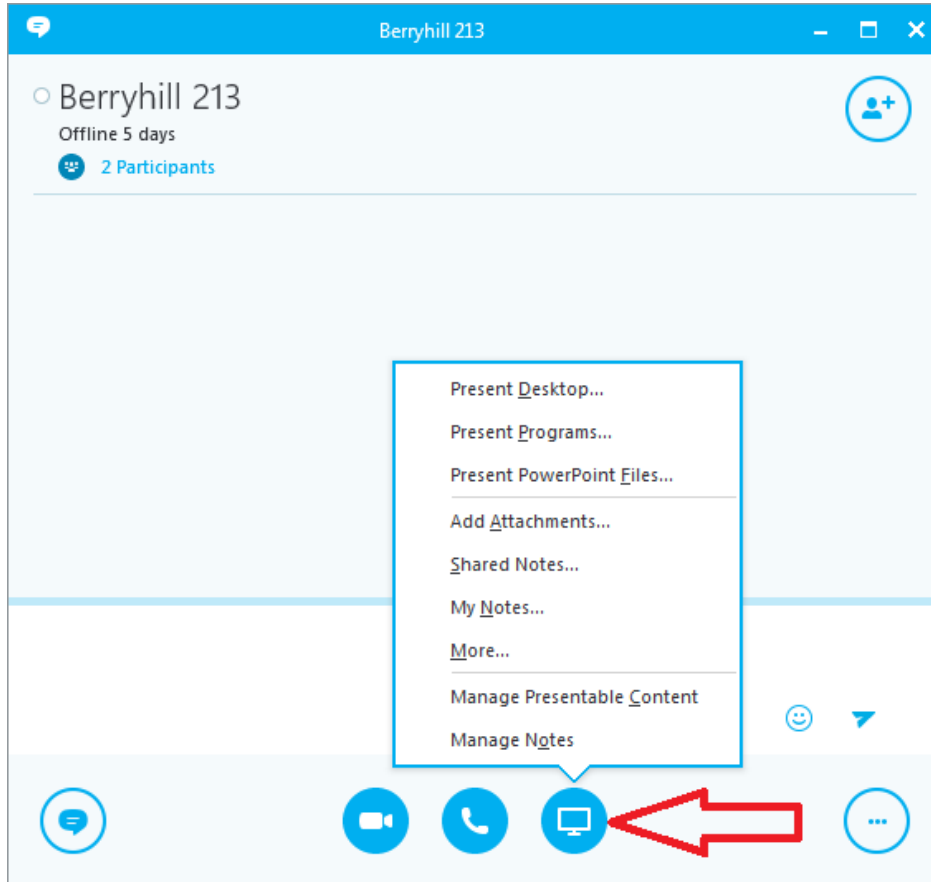 Berryhill 213
Berryhill 213
Offline 5 days
2 Participants
Present Desktop...
Present Programs...
Present PowerPoint Files...
Add Attachments...
Shared Notes...
My Notes...
More...
Manage Presentable Content
Manage Notes